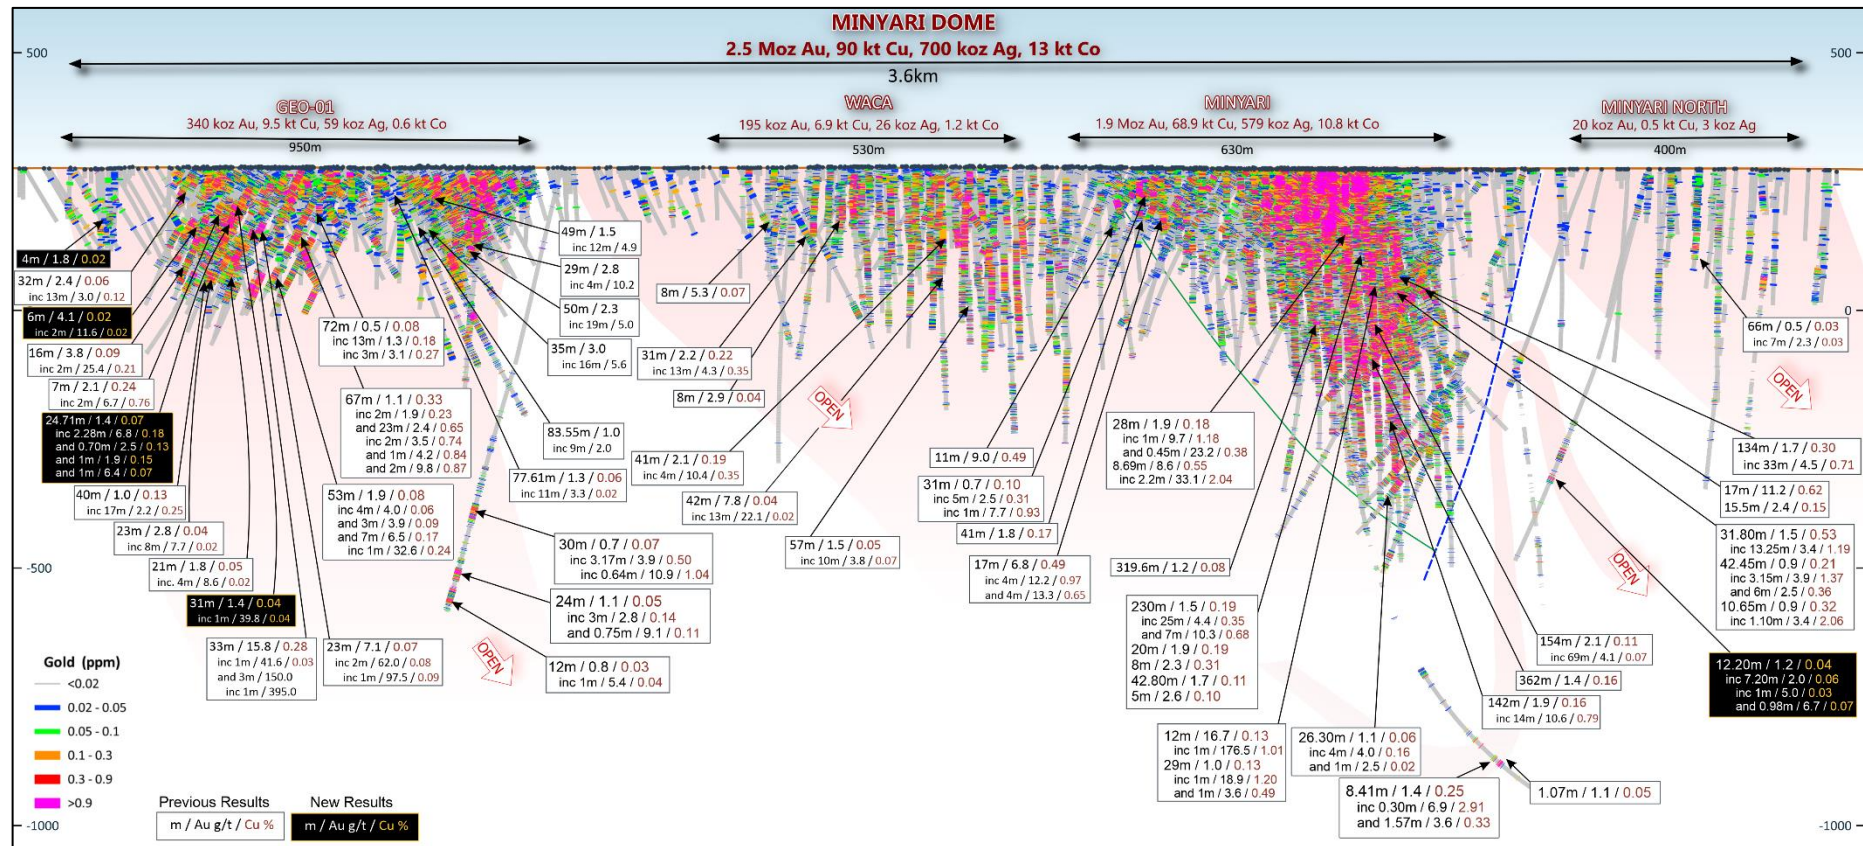 MINYARI DOME
2.5 Moz Au, 90 kt Cu, 700 koz Ag, 13 kt Co
3.6km
500
500
GEO-01
340 koz Au, 9.5 kt Cu, 59 koz Ag, 0.6 kt Co
950m
WACA
195 koz Au, 6.9 kt Cu, 26 koz Ag, 1.2 kt Co
530m
MINYARI
1.9 Moz Au, 68.9 kt Cu, 579 koz Ag, 10.8 kt Co
630m
MINYARI NORTH
20 koz Au, 0.5 kt Cu, 3 koz Ag
400m
4m / 1.8 / 0.02
32m / 2.4 / 0.06
inc 13m / 3.0 / 0.12
6m / 4.1 / 0.02
inc 2m / 11.6 / 0.02
16m / 3.8 / 0.09
inc 2m / 25.4 / 0.21
7m / 2.1 / 0.24
inc 2m / 6.7 / 0.76
24.71m / 1.4 / 0.07
inc 2.28m / 6.8 / 0.18
and 0.70m / 2.5 / 0.13
and 1m / 1.9 / 0.15
and 1m / 6.4 / 0.07
40m / 1.0 / 0.13
inc 17m / 2.2 / 0.25
23m / 2.8 / 0.04
inc 8m / 7.7 / 0.02
21m / 1.8 / 0.05
inc. 4m / 8.6 / 0.02
31m / 1.4 / 0.04
inc 1m / 39.8 / 0.04
33m / 15.8 / 0.28
inc 1m / 41.6 / 0.03
and 3m / 150.0
inc 1m / 395.0
23m / 7.1 / 0.07
inc 2m / 62.0 / 0.08
inc 1m / 97.5 / 0.09
72m / 0.5 / 0.08
inc 13m / 1.3 / 0.18
inc 3m / 3.1 / 0.27
67m / 1.1 / 0.33
inc 2m / 1.9 / 0.23
and 23m / 2.4 / 0.65
inc 2m / 3.5 / 0.74
and 1m / 4.2 / 0.84
and 2m / 9.8 / 0.87
53m / 1.9 / 0.08
inc 4m / 4.0 / 0.06
and 3m / 3.9 / 0.09
and 7m / 6.5 / 0.17
inc 1m / 32.6 / 0.24
49m / 1.5
inc 12m / 4.9
29m / 2.8
inc 4m / 10.2
50m / 2.3
inc 19m / 5.0
35m / 3.0
inc 16m / 5.6
83.55m / 1.0
inc 9m / 2.0
77.61m / 1.3 / 0.06
inc 11m / 3.3 / 0.02
30m / 0.7 / 0.07
inc 3.17m / 3.9 / 0.50
inc 0.64m / 10.9 / 1.04
24m / 1.1 / 0.05
inc 3m / 2.8 / 0.14
and 0.75m / 9.1 / 0.11
12m / 0.8 / 0.03
inc 1m / 5.4 / 0.04
OPEN
8m / 5.3 / 0.07
31m / 2.2 / 0.22
inc 13m / 4.3 / 0.35
8m / 2.9 / 0.04
OPEN
41m / 2.1 / 0.19
inc 4m / 10.4 / 0.35
42m / 7.8 / 0.04
inc 13m / 22.1 / 0.02
57m / 1.5 / 0.05
inc 10m / 3.8 / 0.07
11m / 9.0 / 0.49
31m / 0.7 / 0.10
inc 5m / 2.5 / 0.31
inc 1m / 7.7 / 0.93
41m / 1.8 / 0.17
17m / 6.8 / 0.49
inc 4m / 12.2 / 0.97
and 4m / 13.3 / 0.65
28m / 1.9 / 0.18
inc 1m / 9.7 / 1.18
and 0.45m / 23.2 / 0.38
8.69m / 8.6 / 0.55
inc 2.2m / 33.1 / 2.04
319.6m / 1.2 / 0.08
230m / 1.5 / 0.19
inc 25m / 4.4 / 0.35
and 7m / 10.3 / 0.68
20m / 1.9 / 0.19
8m / 2.3 / 0.31
42.80m / 1.7 / 0.11
5m / 2.6 / 0.10
12m / 16.7 / 0.13
inc 1m / 176.5 / 1.01
29m / 1.0 / 0.13
inc 1m / 18.9 / 1.20
and 1m / 3.6 / 0.49
26.30m / 1.1 / 0.06
inc 4m / 4.0 / 0.16
and 1m / 2.5 / 0.02
8.41m / 1.4 / 0.25
inc 0.30m / 6.9 / 2.91
and 1.57m / 3.6 / 0.33
1.07m / 1.1 / 0.05
142m / 1.9 / 0.16
inc 14m / 10.6 / 0.79
362m / 1.4 / 0.16
154m / 2.1 / 0.11
inc 69m / 4.1 / 0.07
66m / 0.5 / 0.03
inc 7m / 2.3 / 0.03
OPEN
134m / 1.7 / 0.30
inc 33m / 4.5 / 0.71
17m / 11.2 / 0.62
15.5m / 2.4 / 0.15
31.80m / 1.5 / 0.53
inc 13.25m / 3.4 / 1.19
42.45m / 0.9 / 0.21
inc 3.15m / 3.9 / 1.37
and 6m / 2.5 / 0.36
10.65m / 0.9 / 0.32
inc 1.10m / 3.4 / 2.06
OPEN
12.20m / 1.2 / 0.04
inc 7.20m / 2.0 / 0.06
inc 1m / 5.0 / 0.03
and 0.98m / 6.7 / 0.07
0
0
-500
-500
-1000
-1000
Gold (ppm)
<0.02
0.02 - 0.05
0.05 - 0.1
0.1 - 0.3
0.3 - 0.9
>0.9
Previous Results
m / Au g/t / Cu %
New Results
m / Au g/t / Cu %